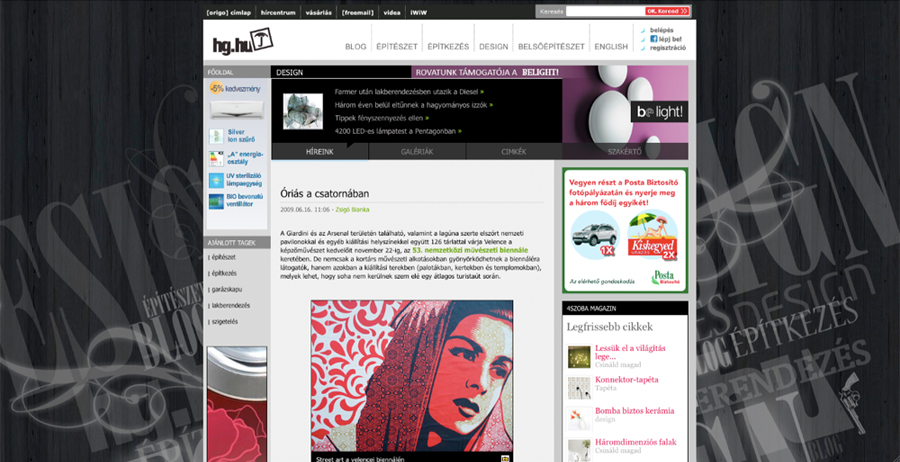 [origo] címlap
hírcentrum
vásárlás
[freemail]
videa
iWiW
Keresés
OK. Keresd »
hg.hu
BLOG
ÉPÍTÉSZET
ÉPÍTKEZÉS
DESIGN
BELSŐÉPÍTÉSZET
ENGLISH
belépés
lépj be!
regisztráció
FŐOLDAL
-5% kedvezmény
Silver
Ion szűrő
„A" energia-
osztály
UV sterilizáló
lámpaegység
BIO bevonatú
ventillátor
AJÁNLOTT TAGEK
építészet
építkezés
garázskapu
lakberendezés
szigetelés
DESIGN
ROVATUNK TÁMOGATÓJA A BELIGHT!
Farmer után lakberendezésben utazik a Diesel »
Három éven belül eltűnnek a hagyományos izzók »
Tippek fényszennyezés ellen »
4200 LED-es lámpatest a Pentagonban »
be light!
HÍREINK
GALÉRIÁK
CIMKÉK
SZAKÉRTŐ
Óriás a csatornában
2009.06.16. 11:06 - Zsigó Bianka
A Giardini és az Arsenal területén található, valamint a lagúna szerte elszórt nemzeti
pavilonokkal és egyéb kiállítási helyszínekkel együtt 126 tárlattal várja Velence a
képzőművészet kedvelőit november 22-ig, az 53. nemzetközi művészeti biennále
keretében. De nemcsak a kortárs művészeti alkotásokban gyönyörködhetnek a biennáléra
látogatók, hanem azokban a kiállítási terekben (palotákban, kertekben és templomokban),
melyek lehet, hogy soha nem kerülnek szem elé egy átlagos turistaút során.
Street art a velencei biennálén
Vegyen részt a Posta Biztosító
fotópályázatán és nyerje meg
a három fődíj egyikét!
1X
Kiskegyed
2X
Az elérhető gondoskodás
Posta
Biztosító
4SZOBA MAGAZIN
Legfrissebb cikkek
Lessük el a világítás
lege...
Csináld magad
Konnektor-tapéta
Tapéta
Bomba biztos kerámia
design
Háromdimenziós falak
Csináld magad
BLOG
DESIGN
ÉPÍTKEZÉS